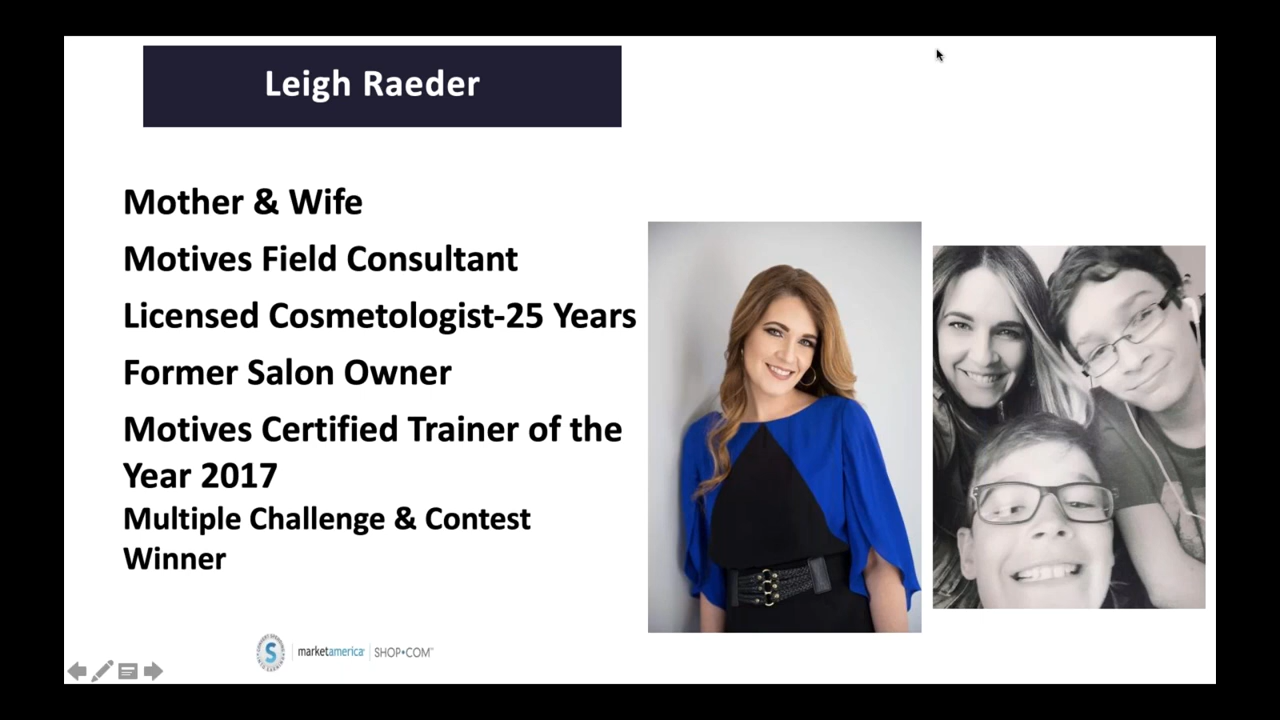 Leigh Raeder
Mother & Wife
Motives Field Consultant
Licensed Cosmetologist-25 Years
Former Salon Owner
Motives Certified Trainer of the
Year 2017
Multiple Challenge & Contest
Winner
S marketamerica | SHOP•COM